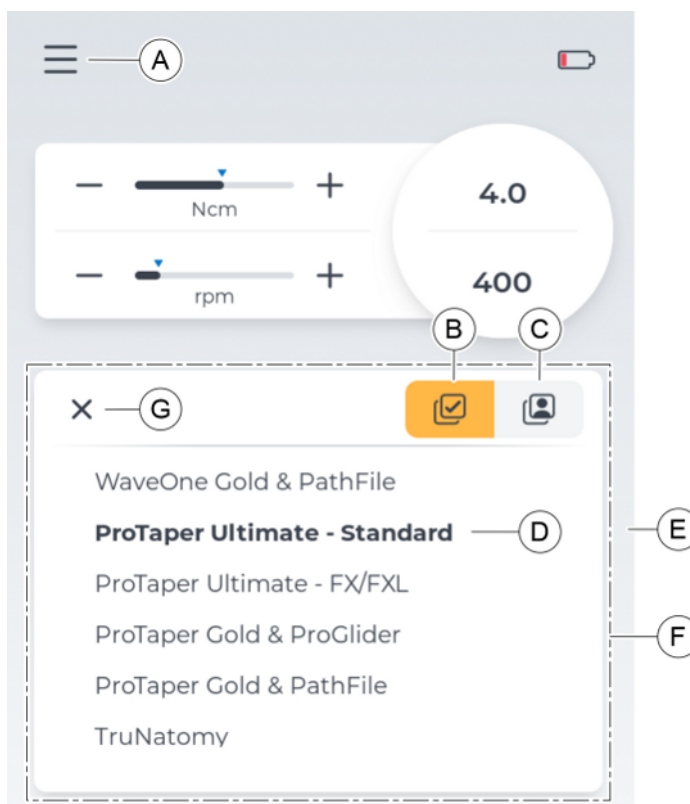 A
Ncm
4.0
rpm
400
B
C
G
WaveOne Gold & PathFile
ProTaper Ultimate - Standard
D
E
ProTaper Ultimate - FX/FXL
ProTaper Gold & ProGlider
F
ProTaper Gold & PathFile
TruNatomy